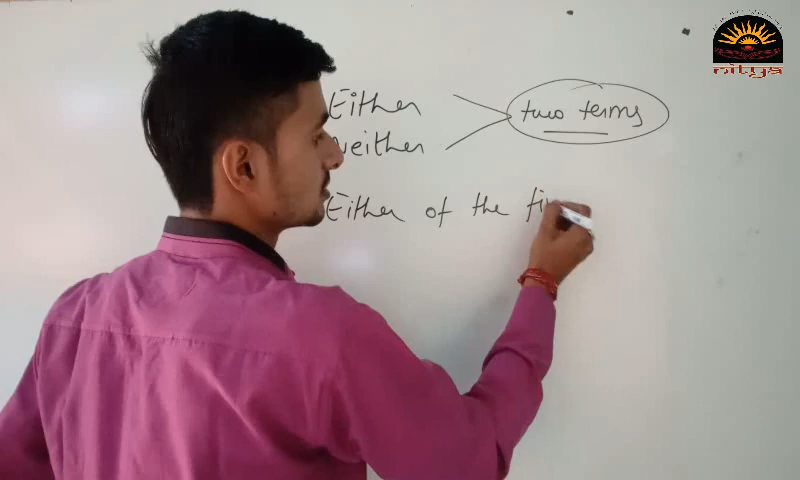 Either
two terms
Neither
Either of the
nitya